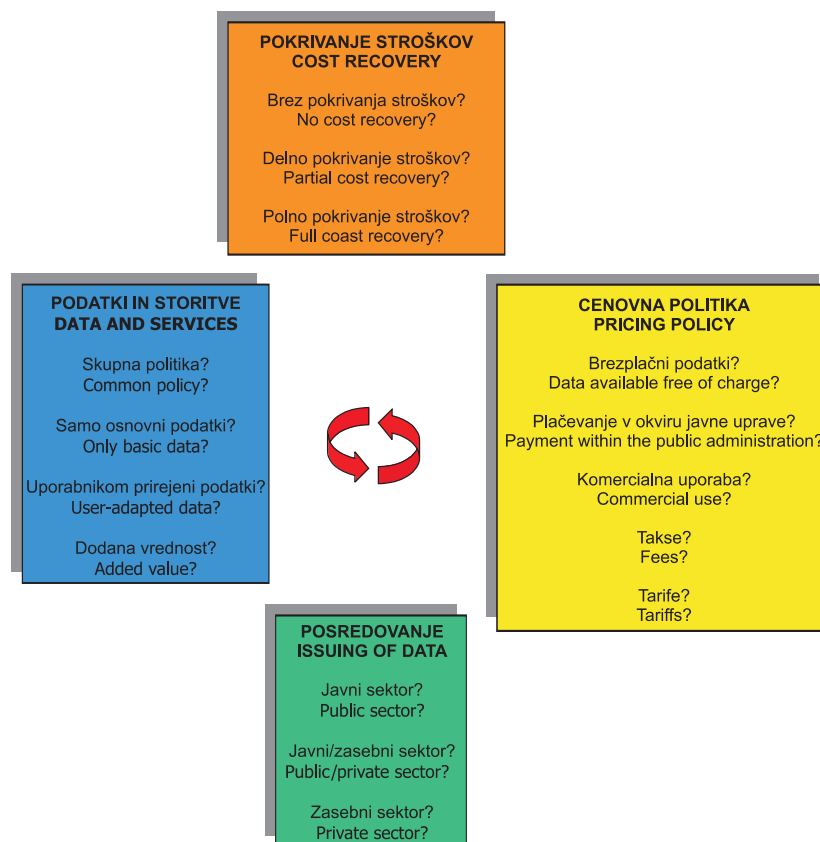 POKRIVANJE STROŠKOV
COST RECOVERY
Brez pokrivanja stroškov?
No cost recovery?
Delno pokrivanje stroškov?
Partial cost recovery?
Polno pokrivanje stroškov?
Full coast recovery?
PODATKI IN STORITVE
DATA AND SERVICES
Skupna politika?
Common policy?
Samo osnovni podatki?
Only basic data?
Uporabnikom prirejeni podatki?
User-adapted data?
Dodana vrednost?
Added value?
CENOVNA POLITIKA
PRICING POLICY
Brezplačni podatki?
Data available free of charge?
Plačevanje v okviru javne uprave?
Payment within the public administration?
Komercialna uporaba?
Commercial use?
Takse?
Fees?
Tarife?
Tariffs?
POSREDOVANJE
ISSUING OF DATA
Javni sektor?
Public sector?
Javni/zasebni sektor?
Public/private sector?
Zasebni sektor?
Private sector?